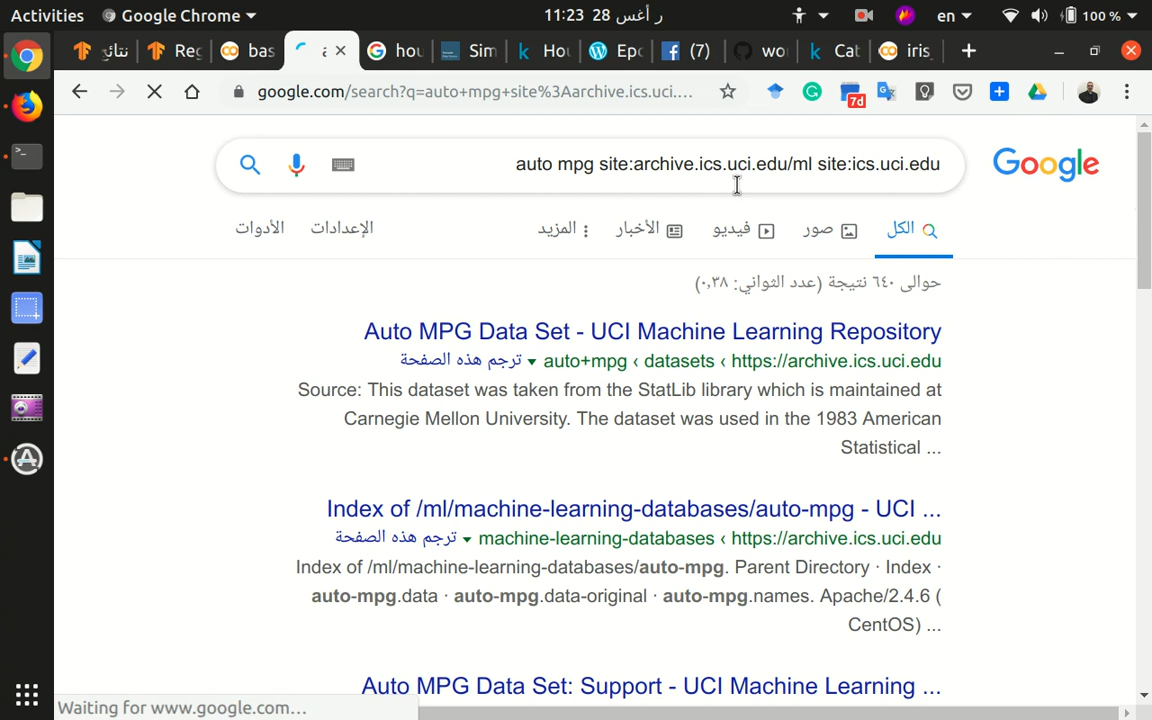 Activities Google Chrome ر أغس 28 11:23 en 100 %
نتائج Reg bas a hou Sim Hou Epo (7) wo Cat iris
google.com/search?q=auto+mpg+site%3Aarchive.ics.uci....
7d
auto mpg site:archive.ics.uci.edu/ml site:ics.uci.edu
Google
الكل صور فيديو الأخبار المزيد الإعدادات الأدوات
حوالى ٦٤٠ نتيجة (عدد الثواني: ٠,٣٨)
Auto MPG Data Set - UCI Machine Learning Repository
https://archive.ics.uci.edu › datasets › auto+mpg ترجم هذه الصفحة
Source: This dataset was taken from the StatLib library which is maintained at
Carnegie Mellon University. The dataset was used in the 1983 American
Statistical ...
Index of /ml/machine-learning-databases/auto-mpg - UCI ...
https://archive.ics.uci.edu › machine-learning-databases ترجم هذه الصفحة
Index of /ml/machine-learning-databases/auto-mpg. Parent Directory · Index ·
auto-mpg.data · auto-mpg.data-original · auto-mpg.names. Apache/2.4.6 (
CentOS) ...
Auto MPG Data Set: Support - UCI Machine Learning ...
Waiting for www.google.com...